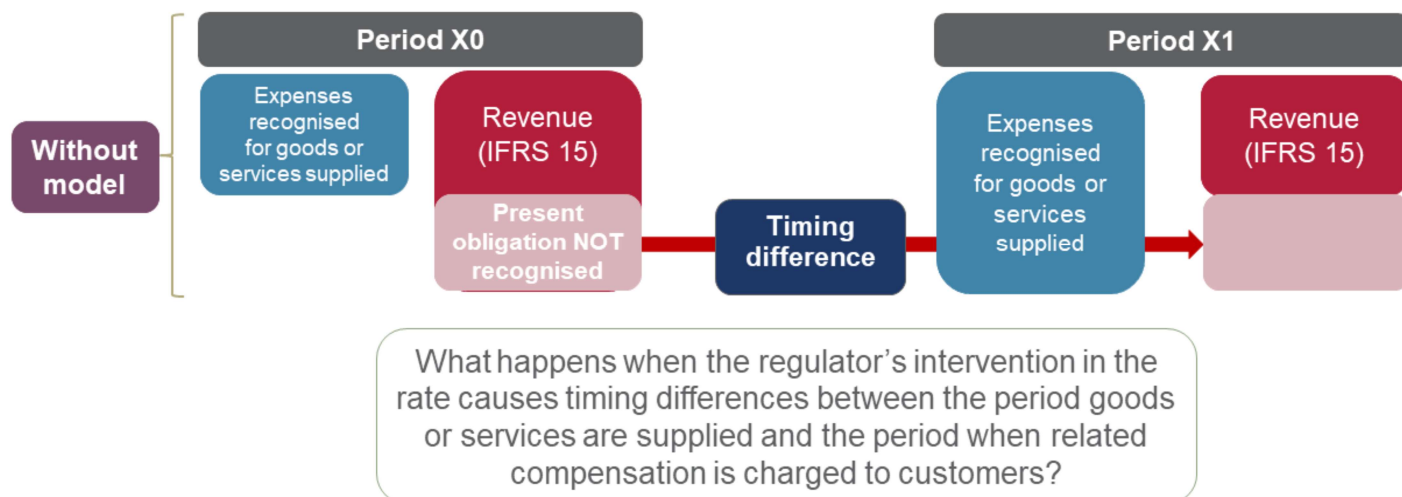 Period X0
Period X1
Without
model
Expenses
recognised
for goods or
services supplied
Revenue
(IFRS 15)
Present
obligation NOT
recognised
Timing
difference
Expenses
recognised
for goods or
services
supplied
Revenue
(IFRS 15)
What happens when the regulator’s intervention in the
rate causes timing differences between the period goods
or services are supplied and the period when related
compensation is charged to customers?